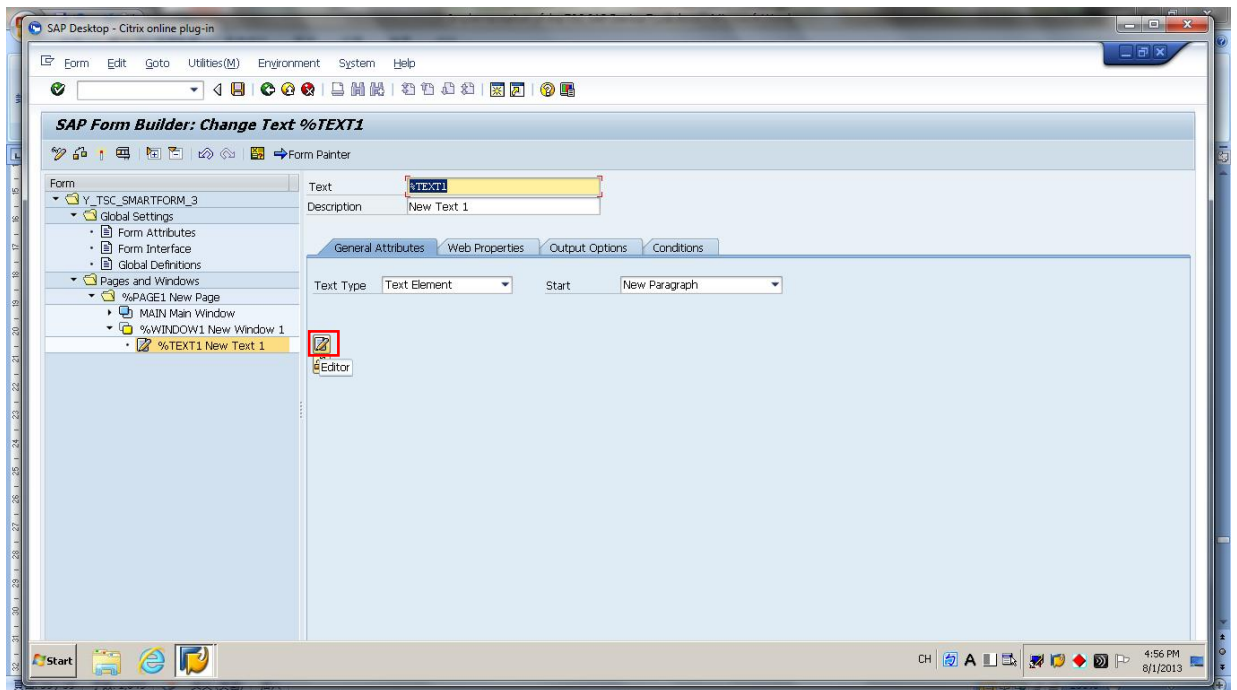 SAP Desktop - Citrix online plug-in
Form Edit Goto Utilities(M) Environment System Help
SAP Form Builder: Change Text %TEXT1
Form Painter
Form
Y_TSC_SMARTFORM_3
Global Settings
Form Attributes
Form Interface
Global Definitions
Pages and Windows
%PAGE1 New Page
MAIN Main Window
%WINDOW1 New Window 1
%TEXT1 New Text 1
Text %TEXT1
Description New Text 1
General Attributes Web Properties Output Options Conditions
Text Type Text Element Start New Paragraph
Editor
Start
CH A
4:56 PM
8/1/2013